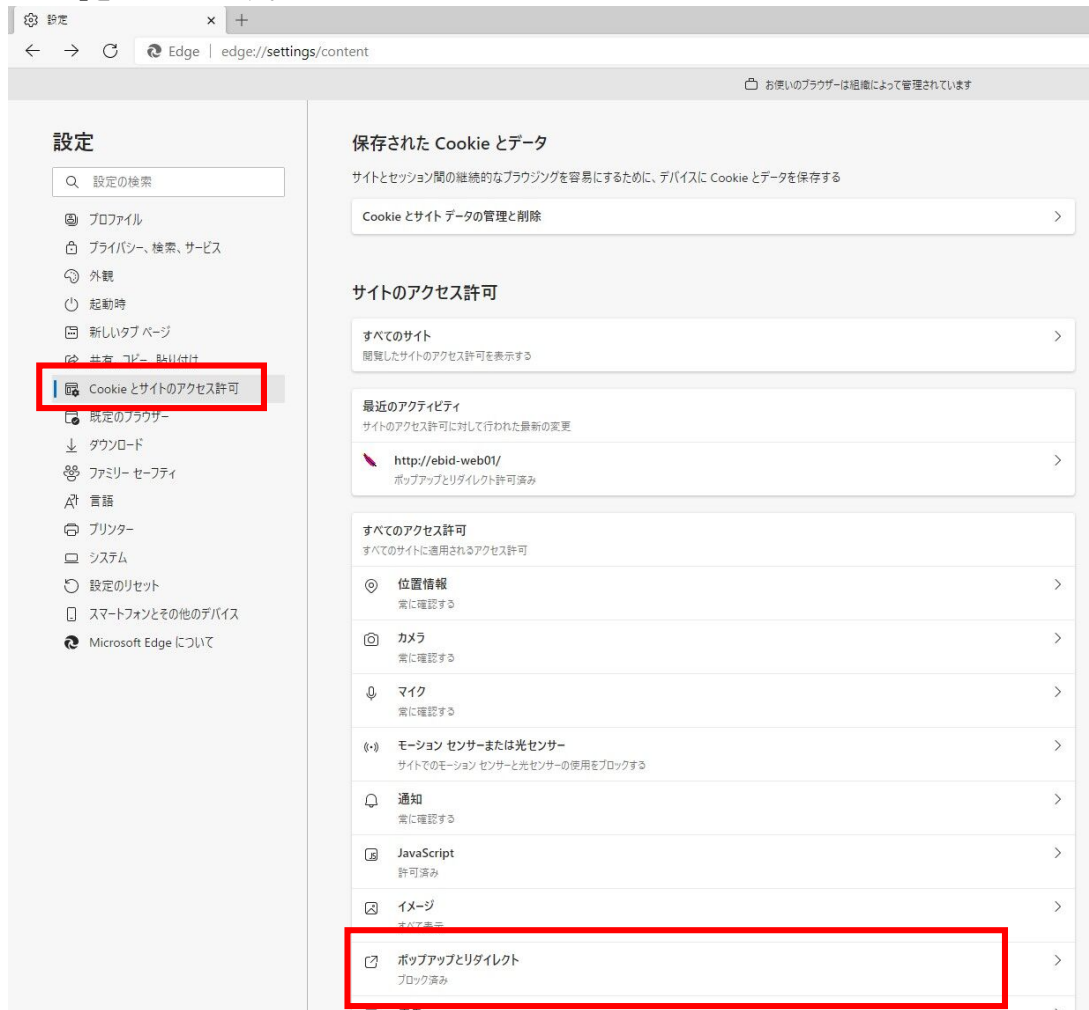 設定
Edge | edge://settings/content
お使いのブラウザーは組織によって管理されています
設定
設定の検索
プロファイル
プライバシー、検索、サービス
外観
起動時
新しいタブ ページ
共有、コピー、貼り付け
Cookie とサイトのアクセス許可
既定のブラウザー
ダウンロード
ファミリー セーフティ
言語
プリンター
システム
設定のリセット
スマートフォンとその他のデバイス
Microsoft Edge について
保存された Cookie とデータ
サイトとセッション間の継続的なブラウジングを容易にするために、デバイスに Cookie とデータを保存する
Cookie とサイト データの管理と削除
サイトのアクセス許可
すべてのサイト
閲覧したサイトのアクセス許可を表示する
最近のアクティビティ
サイトのアクセス許可に対して行われた最新の変更
http://ebid-web01/
ポップアップとリダイレクト許可済み
すべてのアクセス許可
すべてのサイトに適用されるアクセス許可
位置情報
常に確認する
カメラ
常に確認する
マイク
常に確認する
モーション センサーまたは光センサー
サイトでのモーション センサーと光センサーの使用をブロックする
通知
常に確認する
JavaScript
許可済み
イメージ
すべて表示
ポップアップとリダイレクト
ブロック済み